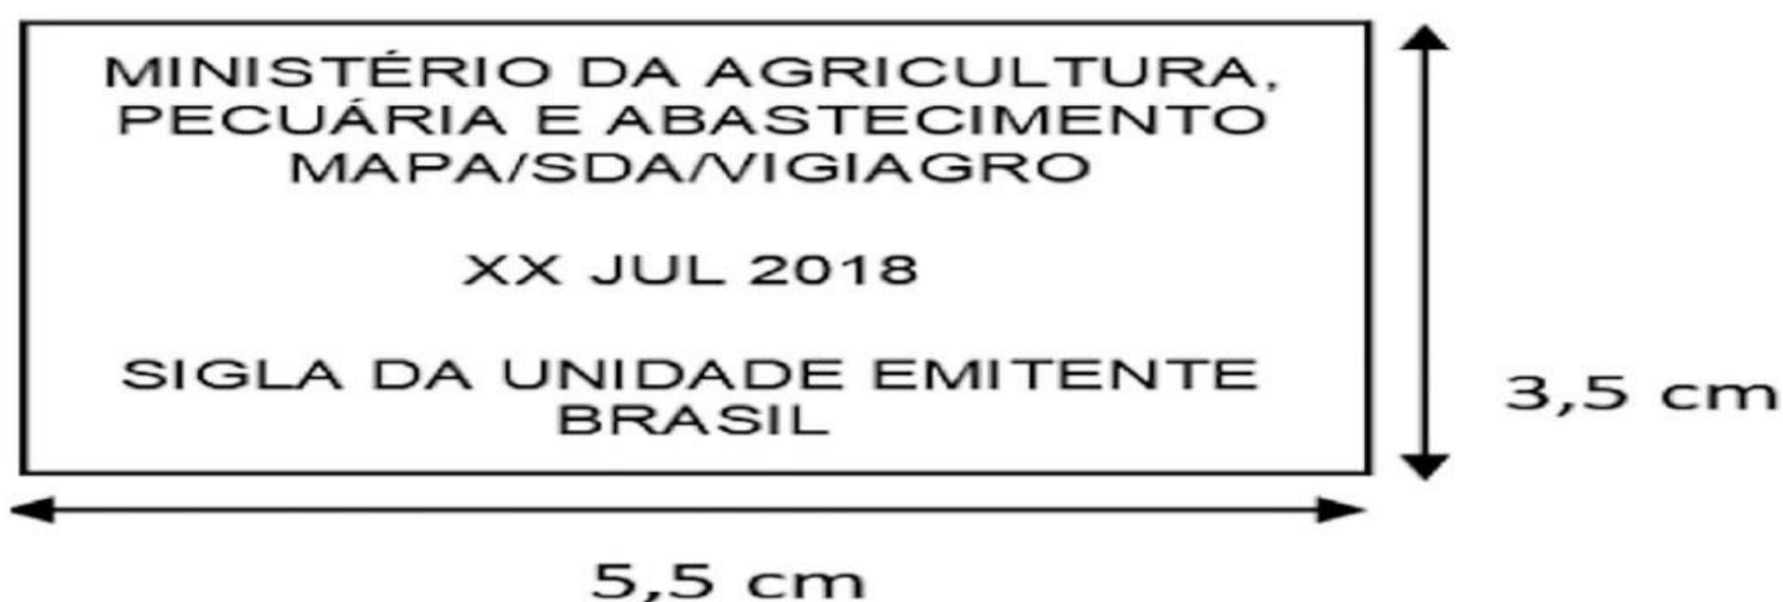 MINISTÉRIO DA AGRICULTURA,
PECUÁRIA E ABASTECIMENTO
MAPA/SDA/VIGIAGRO
XX JUL 2018
SIGLA DA UNIDADE EMITENTE
BRASIL
3,5 cm
5,5 cm